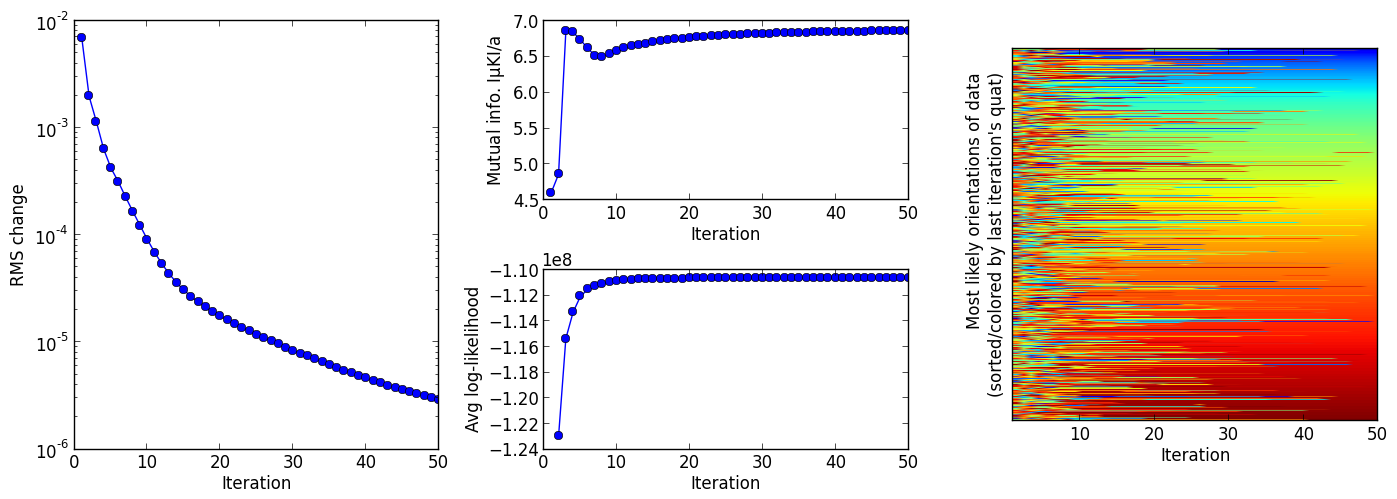 10^-2
10^-3
10^-4
10^-5
10^-6
RMS change
0 10 20 30 40 50
Iteration
7.0
6.5
6.0
5.5
5.0
4.5
Mutual info. I μKI/a
0 10 20 30 40 50
Iteration
1e8
−1.10
−1.12
−1.14
−1.16
−1.18
−1.20
−1.22
−1.24
Avg log-likelihood
0 10 20 30 40 50
Iteration
Most likely orientations of data
(sorted/colored by last iteration's quat)
10 20 30 40 50
Iteration